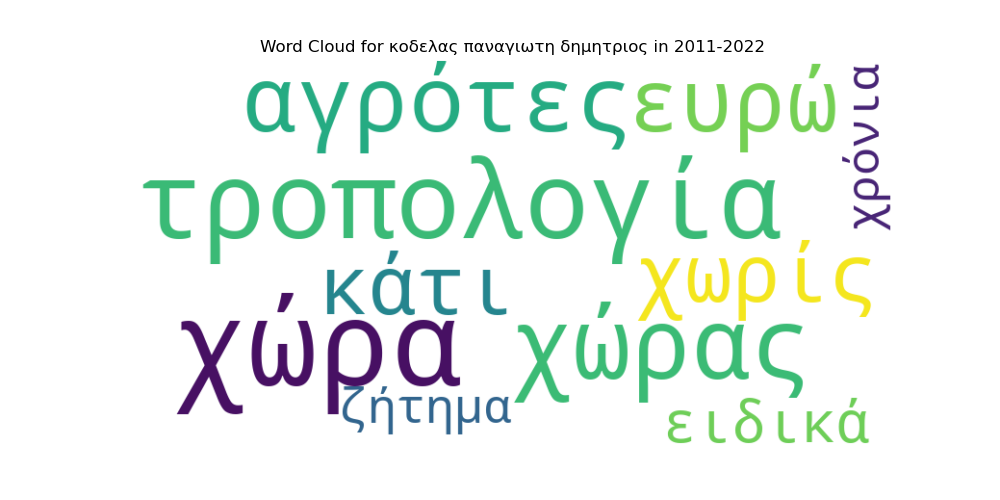 Word Cloud for κοδελας παναγιωτη δημητριος in 2011-2022
αγρότες ευρώ
χρόνια
τροπολογία
κάτι χωρίς
χώρα χώρας
ζήτημα ειδικά